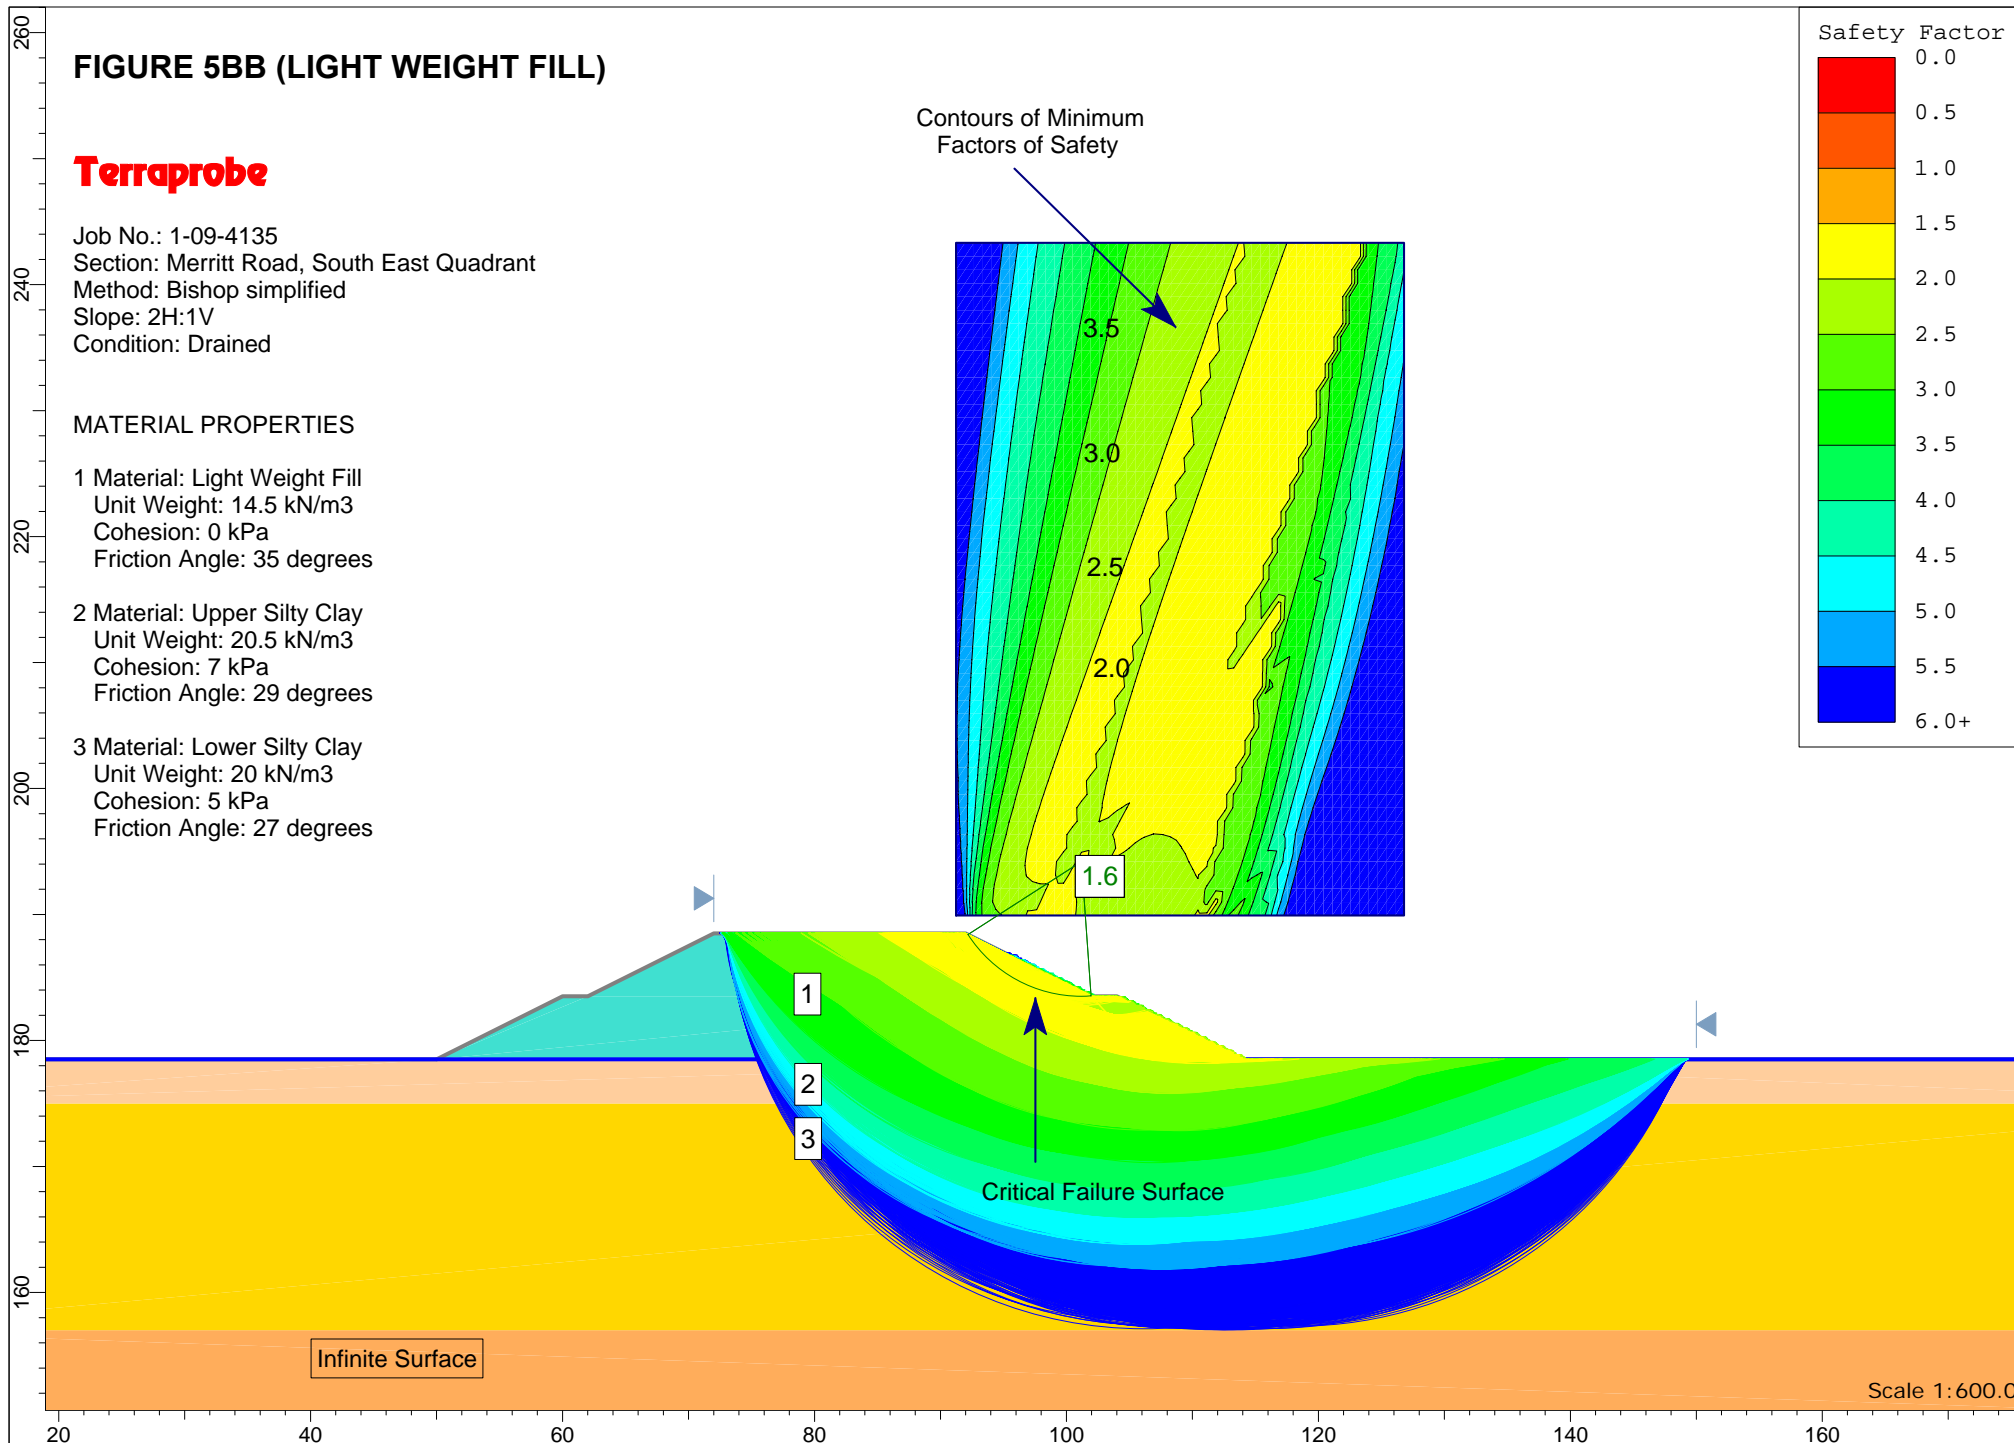 FIGURE 5BB (LIGHT WEIGHT FILL)
Terraprobe
Job No.: 1-09-4135
Section: Merritt Road, South East Quadrant
Method: Bishop simplified
Slope: 2H:1V
Condition: Drained
MATERIAL PROPERTIES
1 Material: Light Weight Fill
Unit Weight: 14.5 kN/m3
Cohesion: 0 kPa
Friction Angle: 35 degrees
2 Material: Upper Silty Clay
Unit Weight: 20.5 kN/m3
Cohesion: 7 kPa
Friction Angle: 29 degrees
3 Material: Lower Silty Clay
Unit Weight: 20 kN/m3
Cohesion: 5 kPa
Friction Angle: 27 degrees
Contours of Minimum
Factors of Safety
3.5
3.0
2.5
2.0
1.6
Safety Factor
0.0
0.5
1.0
1.5
2.0
2.5
3.0
3.5
4.0
4.5
5.0
5.5
6.0+
1
2
3
Critical Failure Surface
Infinite Surface
Scale 1:600.0
260
240
220
200
180
160
20
40
60
80
100
120
140
160